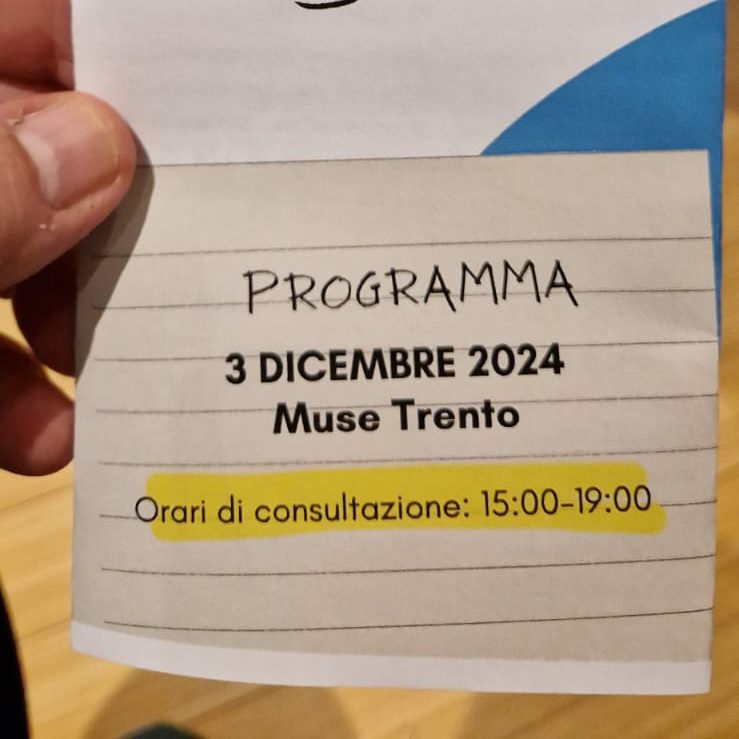 PROGRAMMA
3 DICEMBRE 2024
Muse Trento
Orari di consultazione: 15:00-19:00